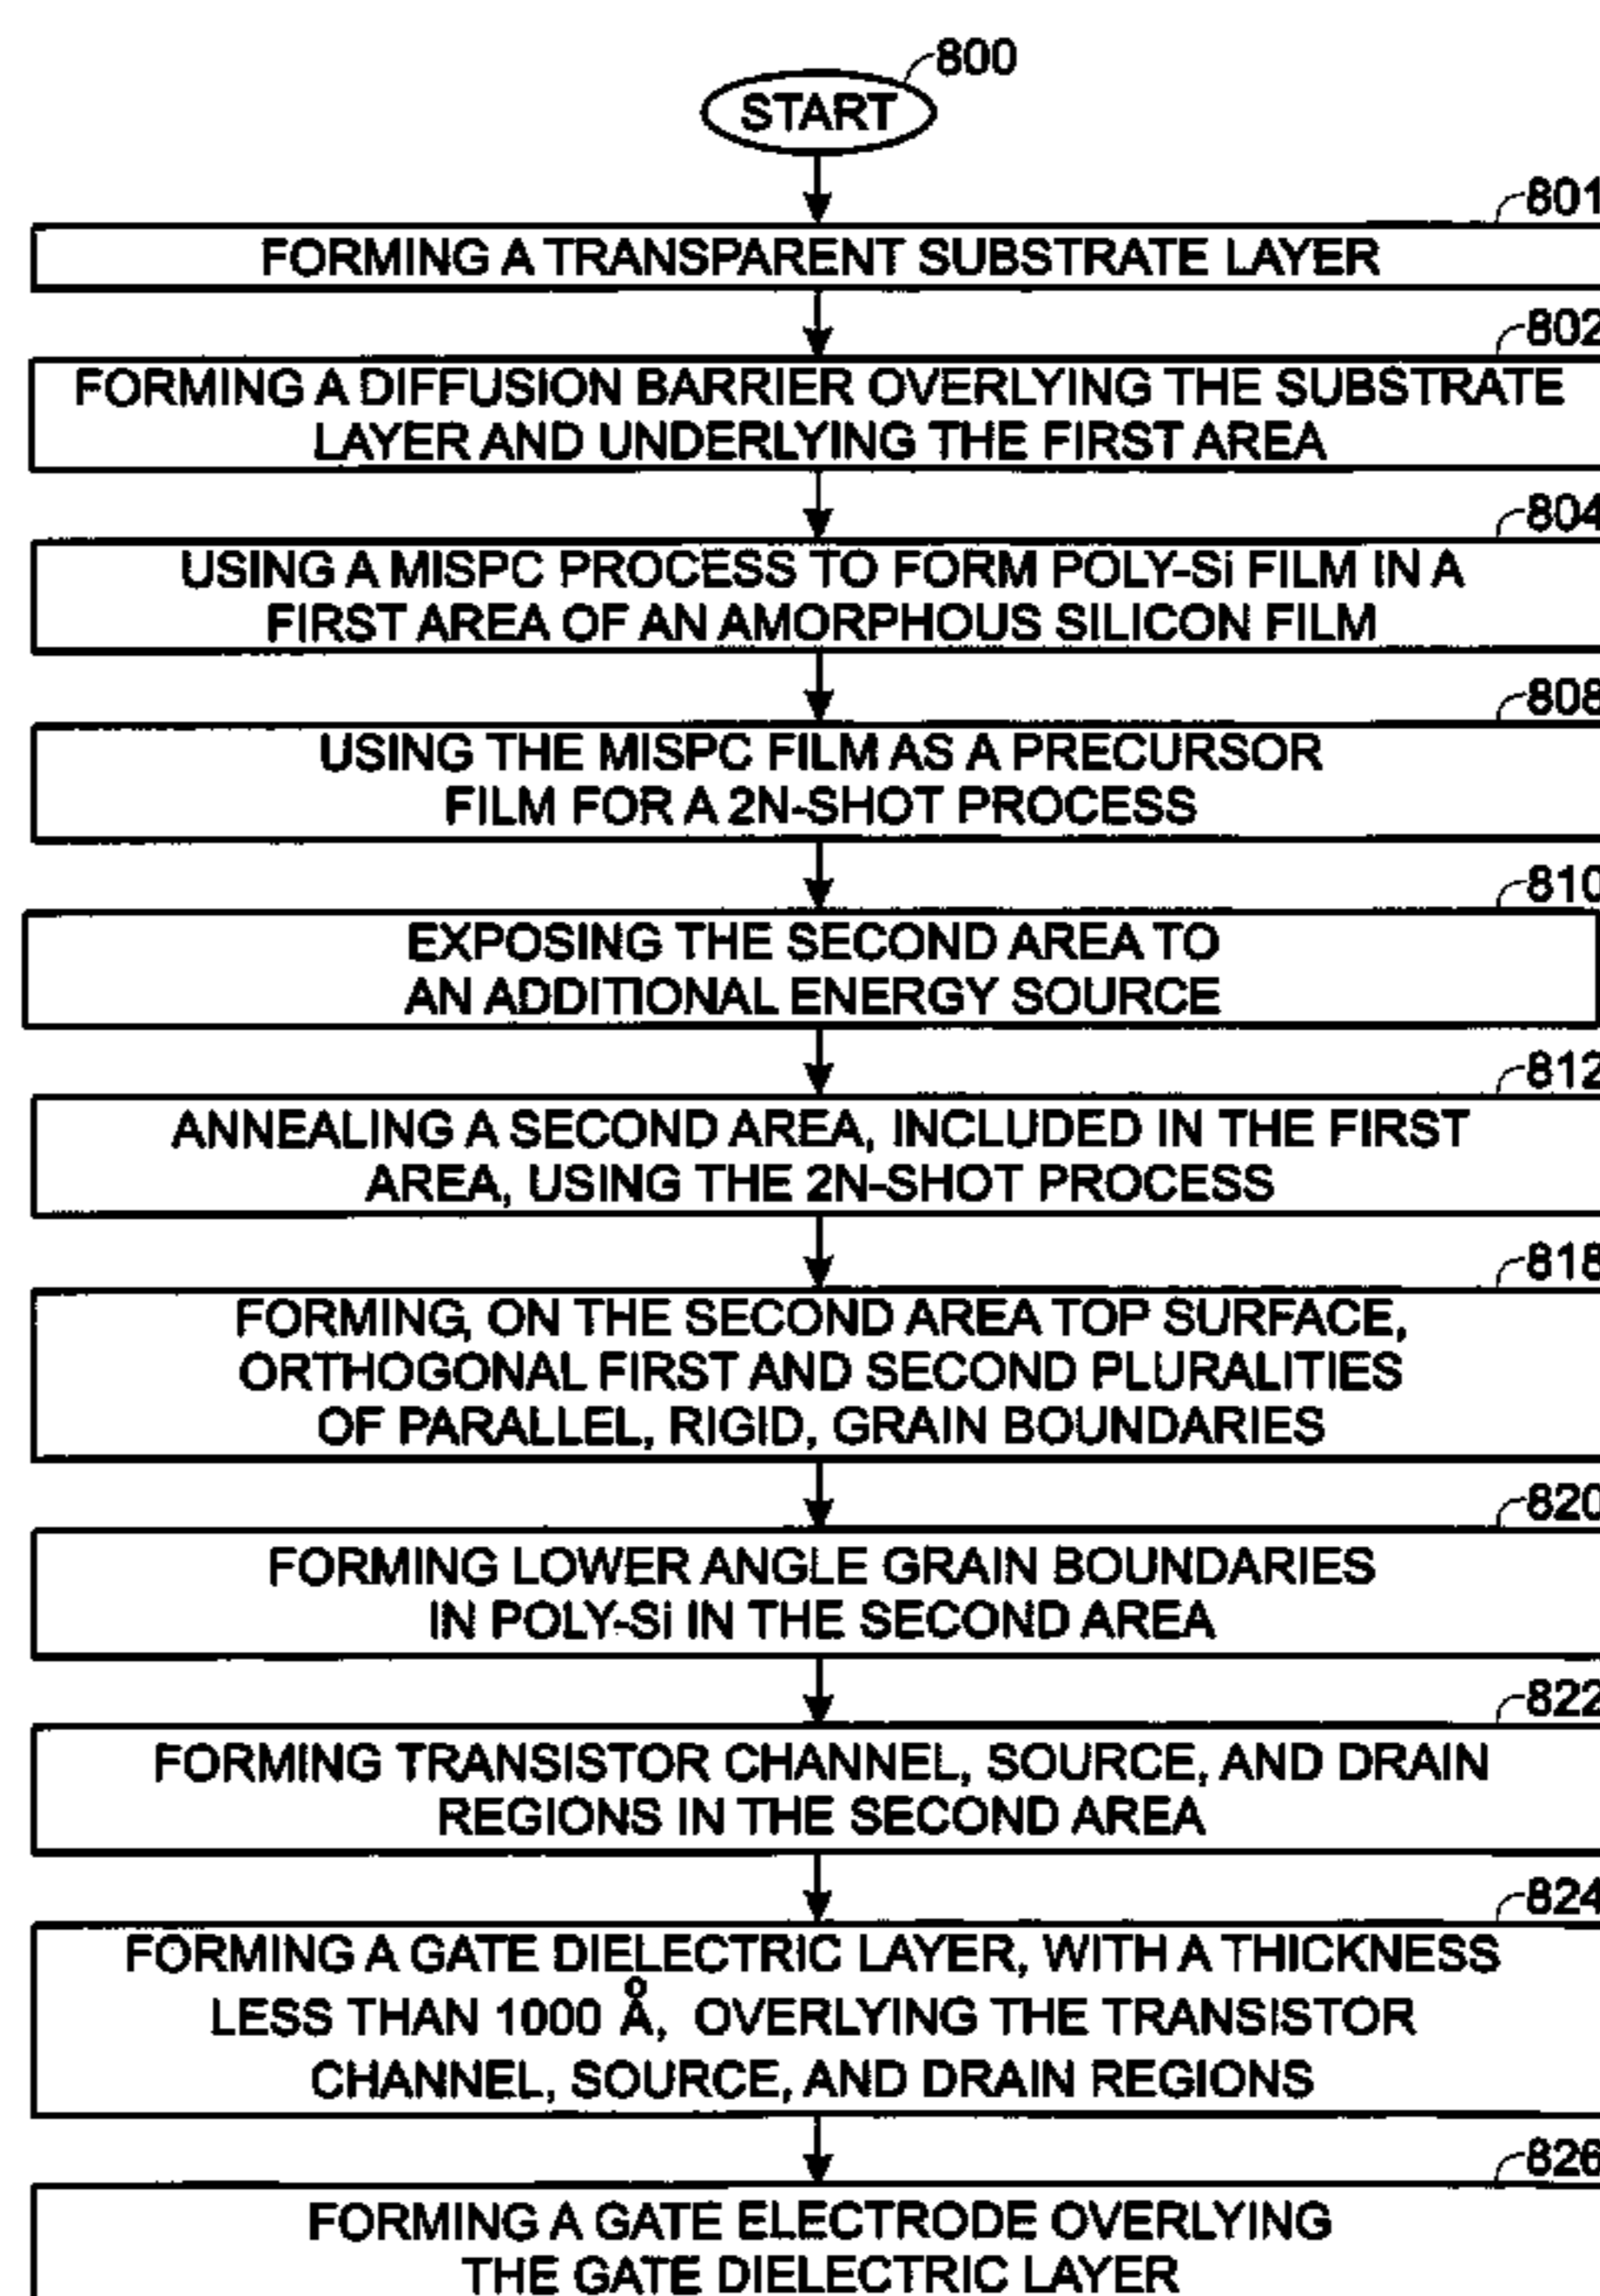 800
START
801
FORMING A TRANSPARENT SUBSTRATE LAYER
802
FORMING A DIFFUSION BARRIER OVERLYING THE SUBSTRATE
LAYER AND UNDERLYING THE FIRST AREA
804
USING A MISPC PROCESS TO FORM POLY-Si FILM IN A
FIRST AREA OF AN AMORPHOUS SILICON FILM
808
USING THE MISPC FILM AS A PRECURSOR
FILM FOR A 2N-SHOT PROCESS
810
EXPOSING THE SECOND AREA TO
AN ADDITIONAL ENERGY SOURCE
812
ANNEALING A SECOND AREA, INCLUDED IN THE FIRST
AREA, USING THE 2N-SHOT PROCESS
818
FORMING, ON THE SECOND AREA TOP SURFACE,
ORTHOGONAL FIRST AND SECOND PLURALITIES
OF PARALLEL, RIGID, GRAIN BOUNDARIES
820
FORMING LOWER ANGLE GRAIN BOUNDARIES
IN POLY-Si IN THE SECOND AREA
822
FORMING TRANSISTOR CHANNEL, SOURCE, AND DRAIN
REGIONS IN THE SECOND AREA
824
FORMING A GATE DIELECTRIC LAYER, WITH A THICKNESS
LESS THAN 1000 Å, OVERLYING THE TRANSISTOR
CHANNEL, SOURCE, AND DRAIN REGIONS
826
FORMING A GATE ELECTRODE OVERLYING
THE GATE DIELECTRIC LAYER